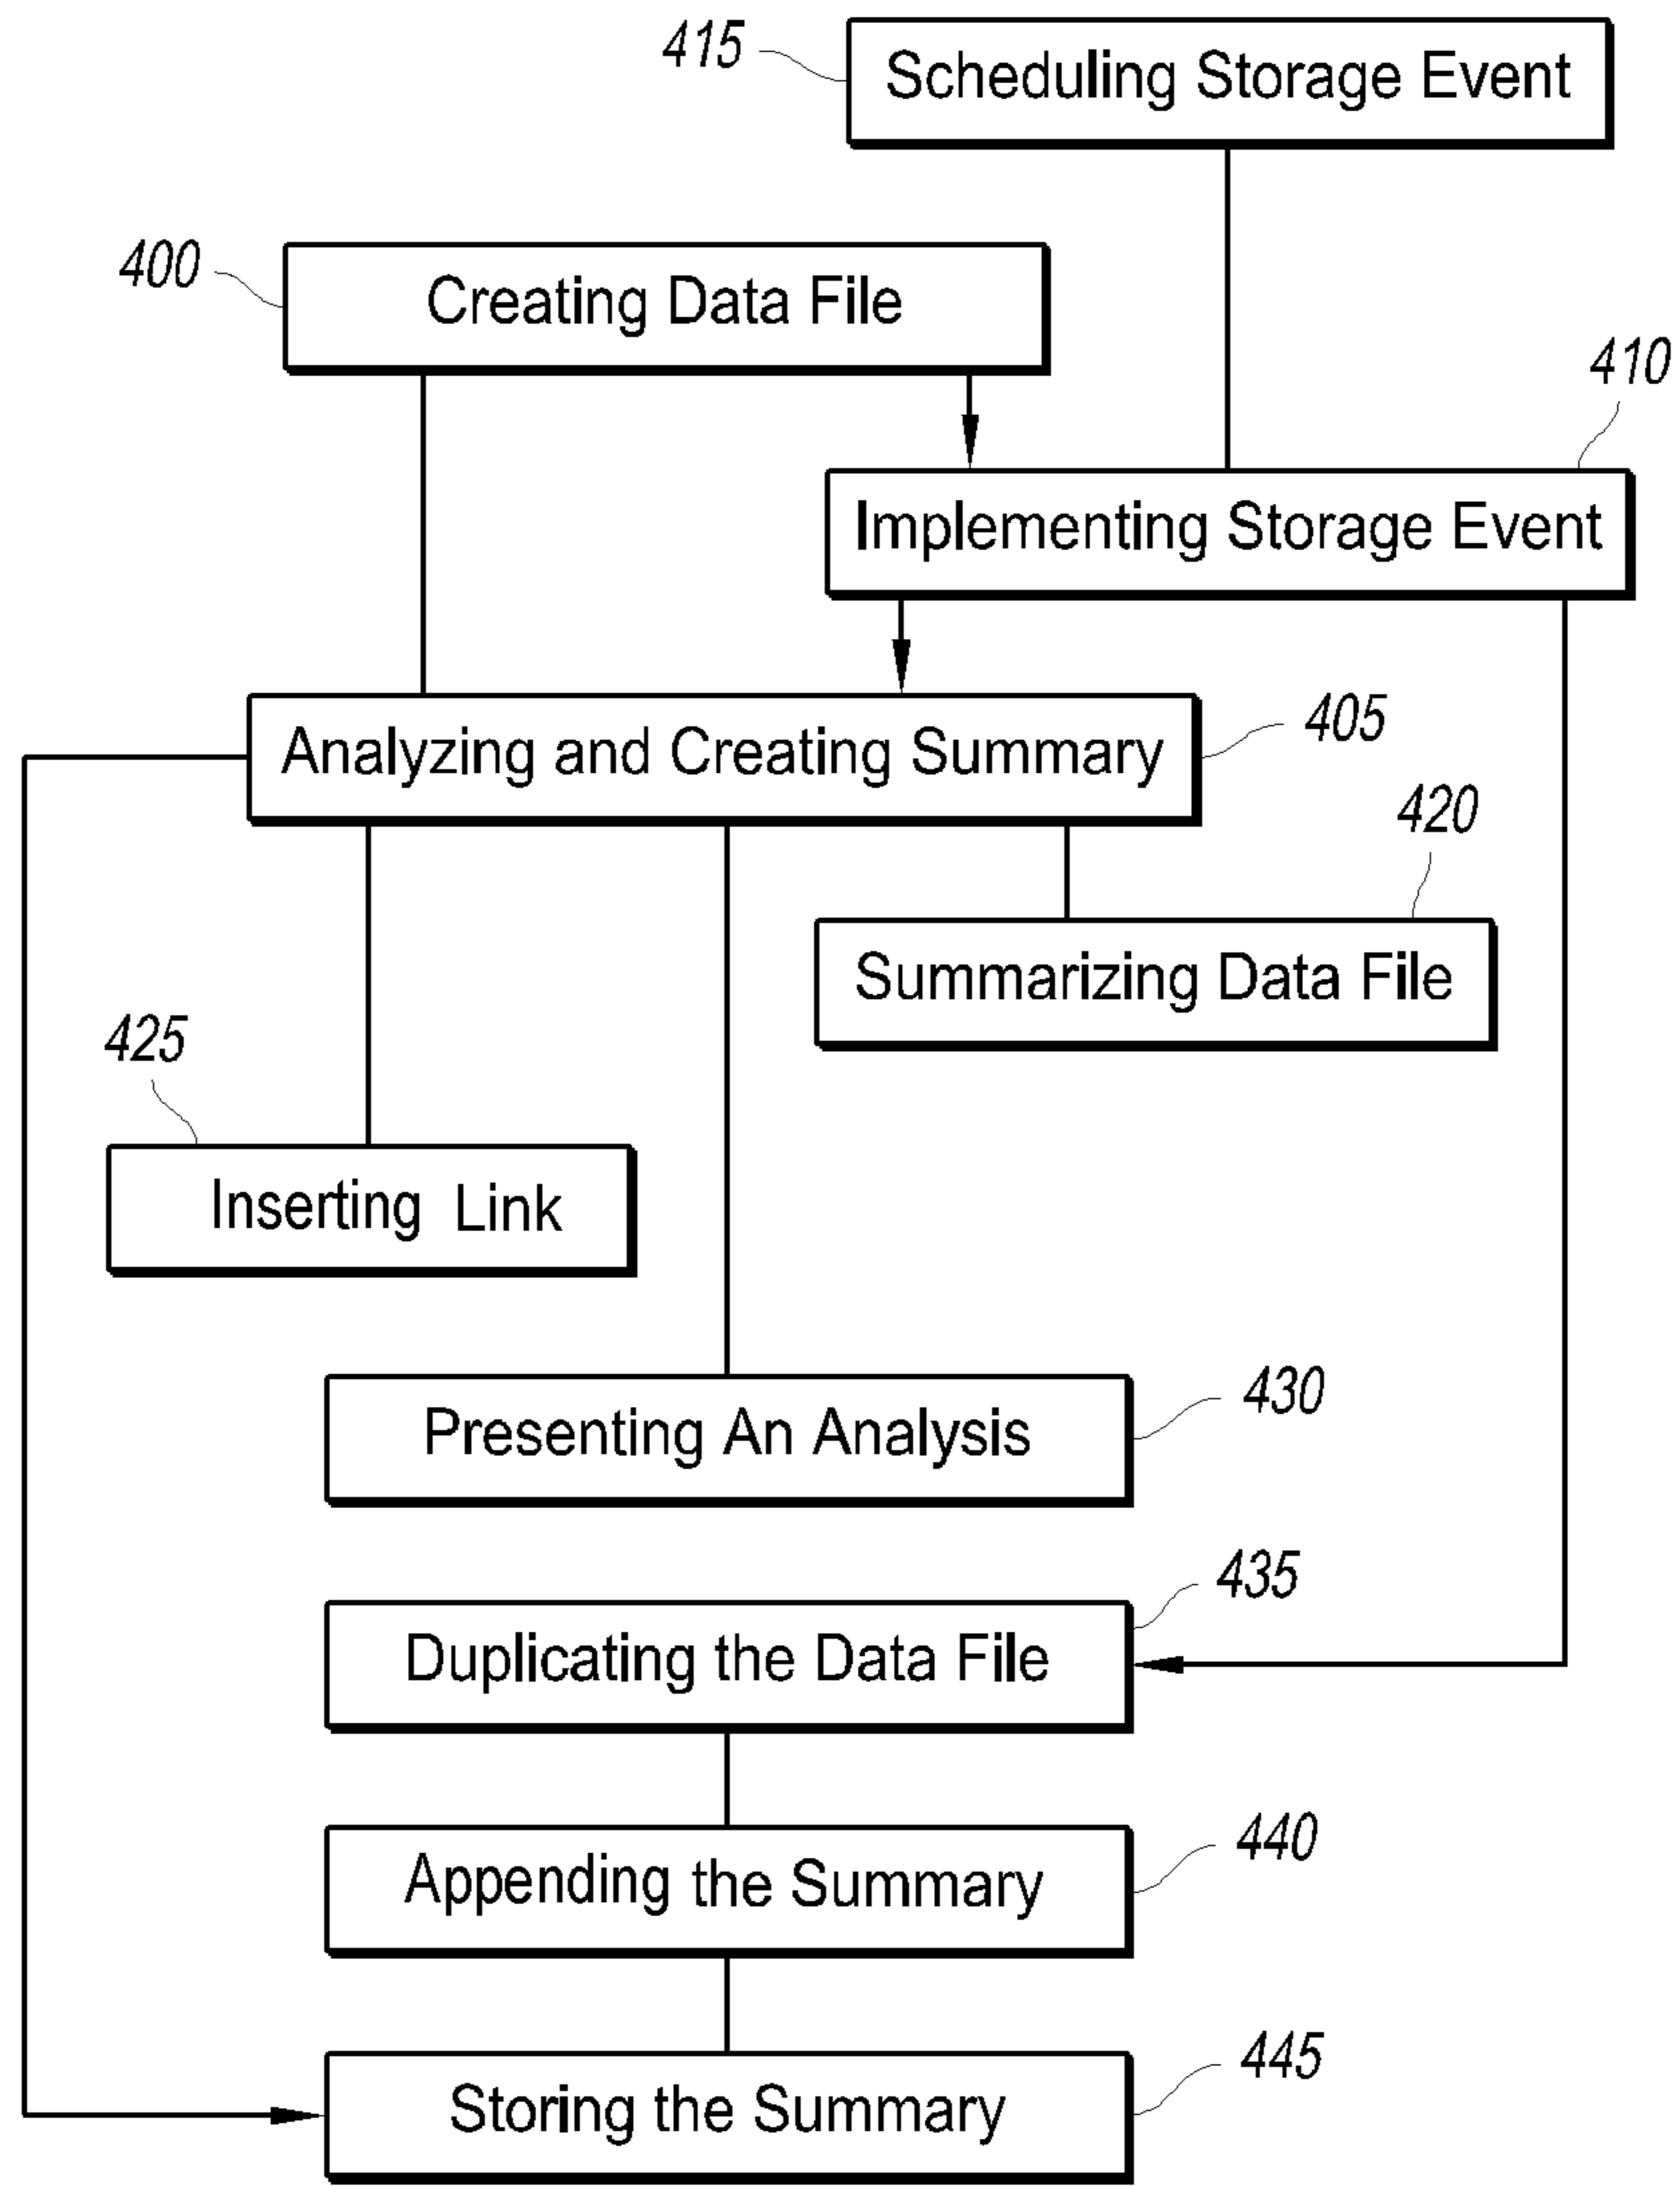 415
Scheduling Storage Event
400
Creating Data File
410
Implementing Storage Event
Analyzing and Creating Summary
405
420
Summarizing Data File
425
Inserting Link
Presenting An Analysis
430
435
Duplicating the Data File
440
Appending the Summary
445
Storing the Summary